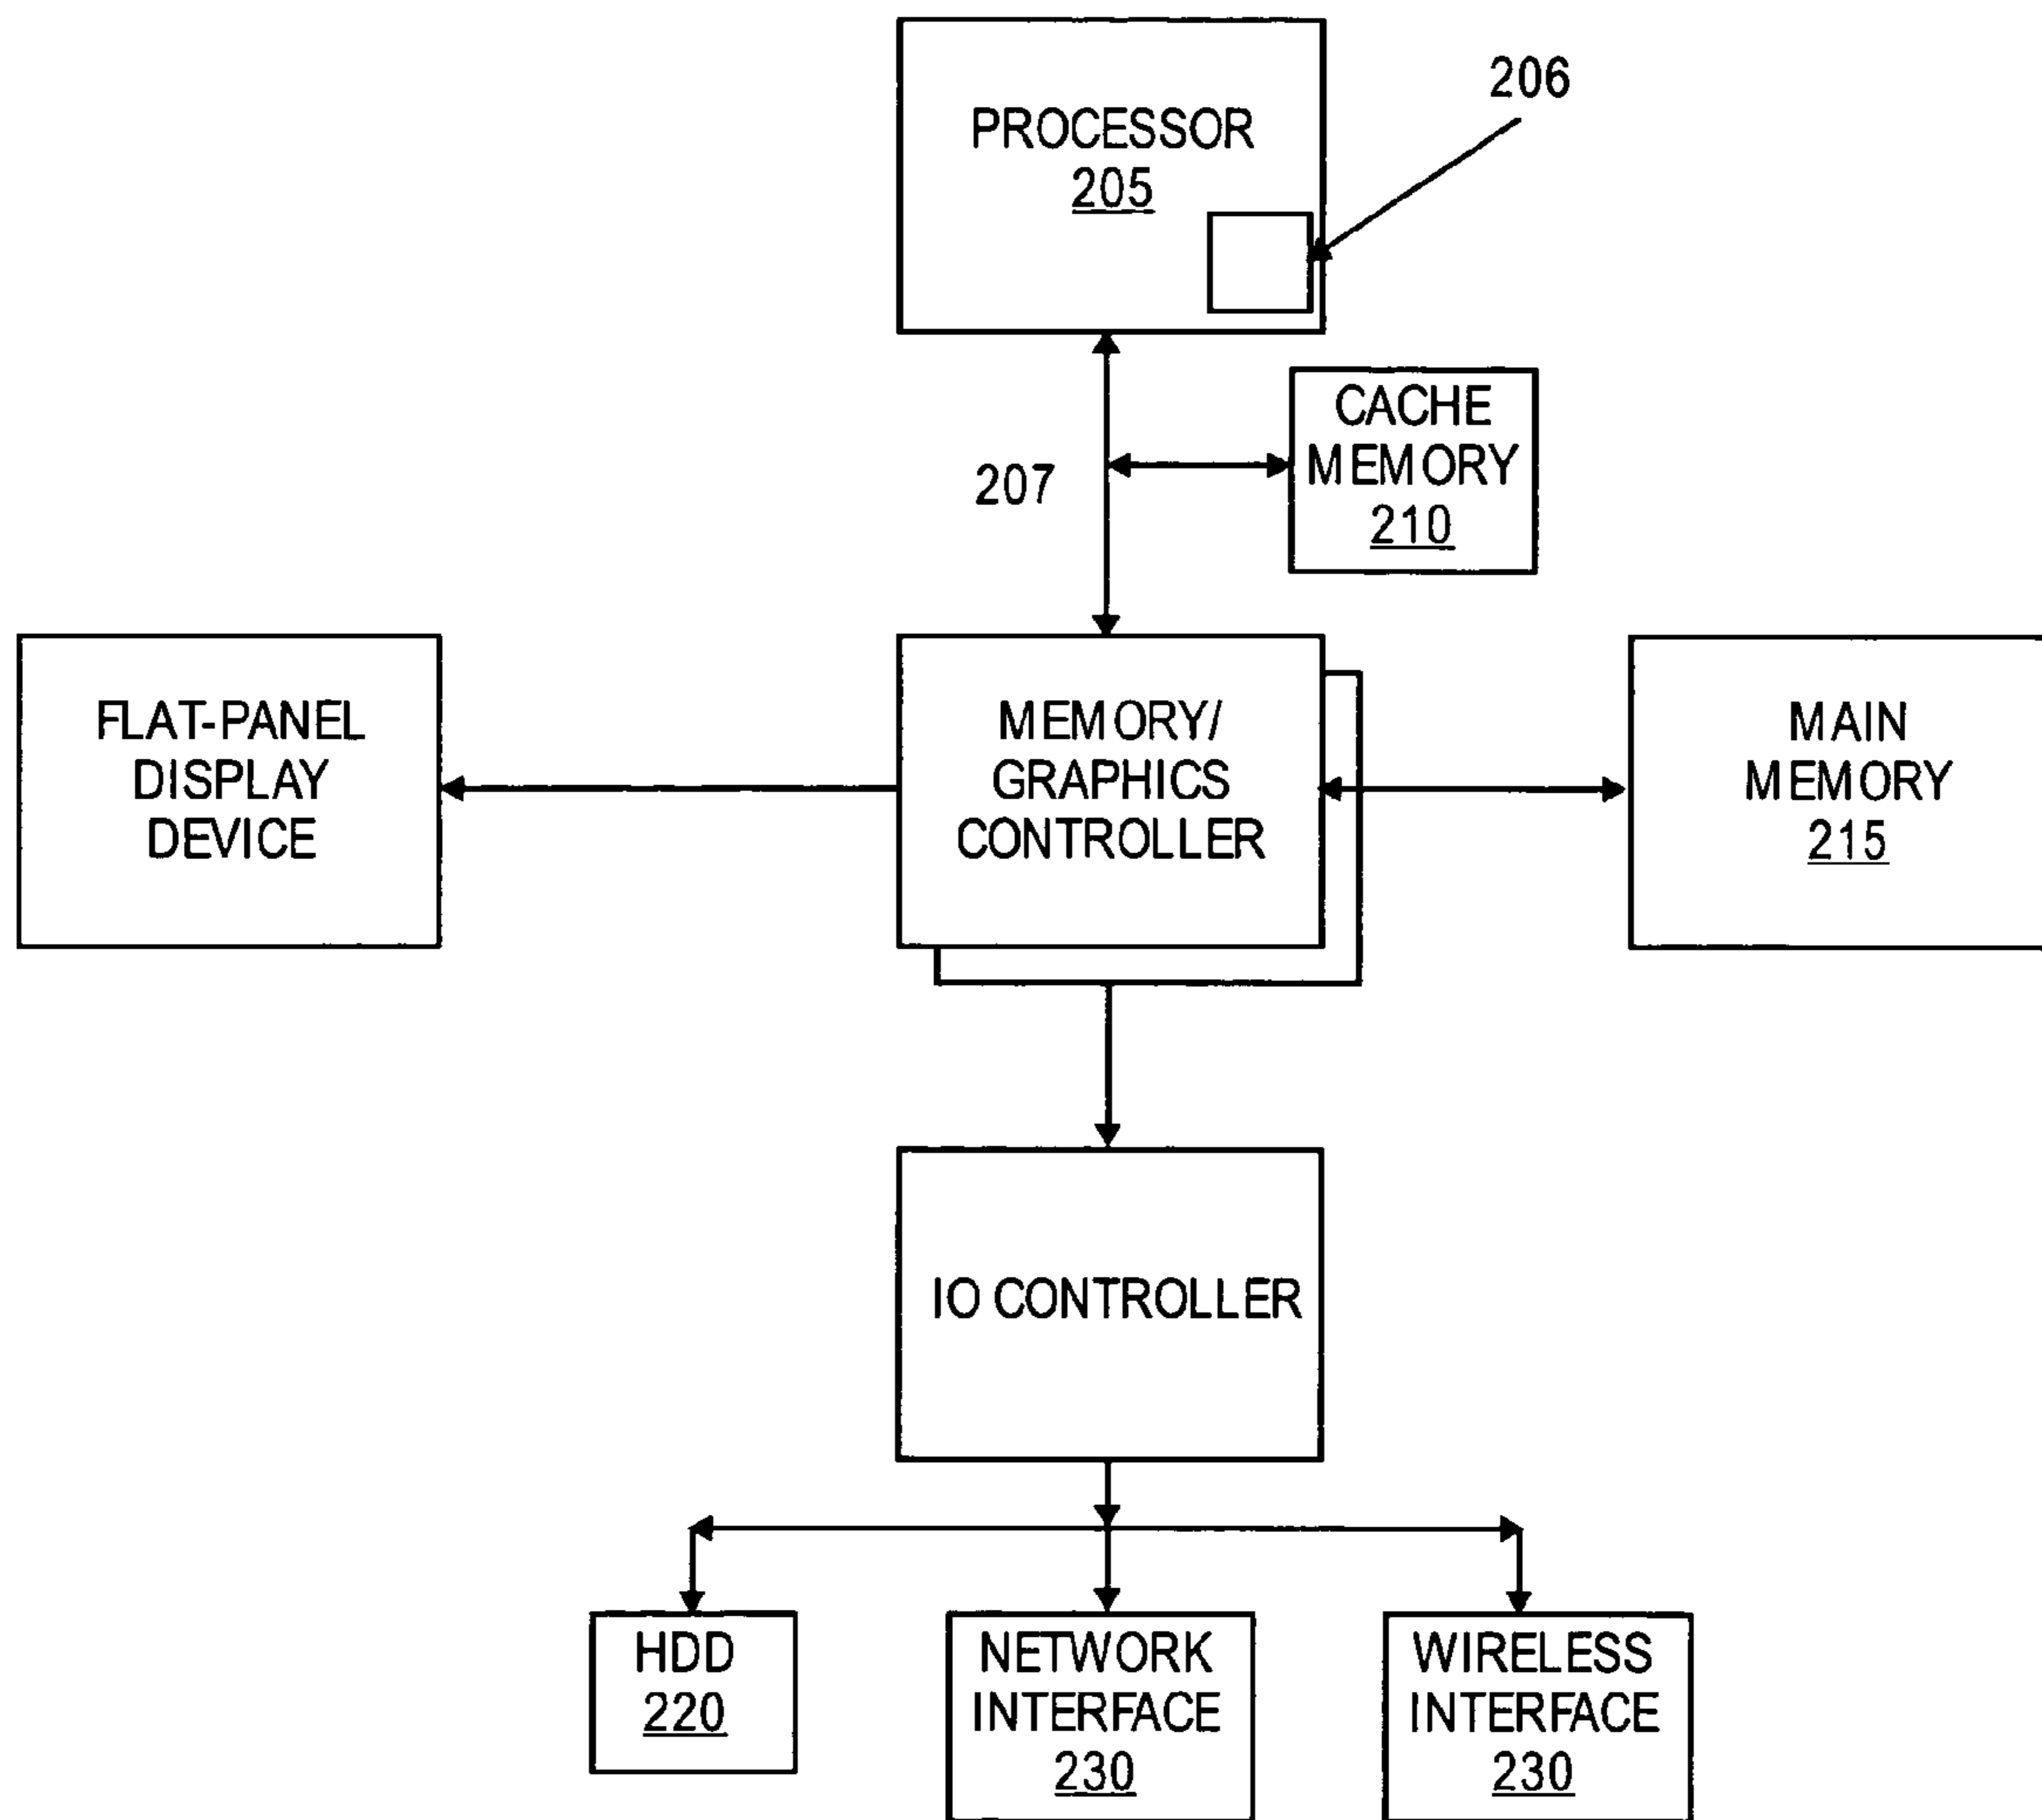 PROCESSOR
205
206
CACHE
MEMORY
210
207
FLAT-PANEL
DISPLAY
DEVICE
MEMORY/
GRAPHICS
CONTROLLER
MAIN
MEMORY
215
IO CONTROLLER
HDD
220
NETWORK
INTERFACE
230
WIRELESS
INTERFACE
230